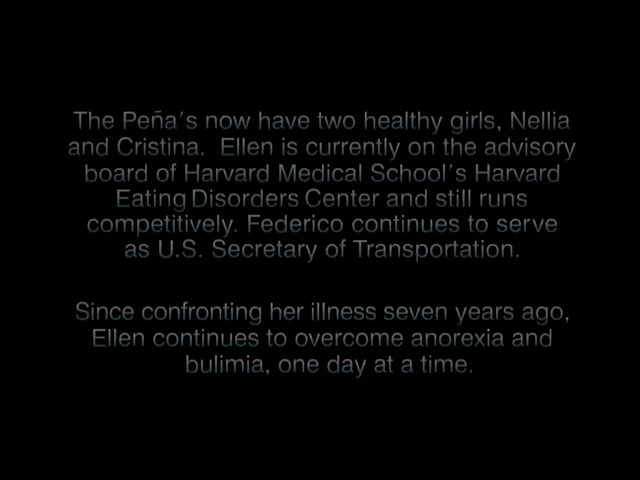 The Peña's now have two healthy girls, Nellia
and Cristina.  Ellen is currently on the advisory
board of Harvard Medical School's Harvard
Eating Disorders Center and still runs
competitively. Federico continues to serve
as U.S. Secretary of Transportation.
Since confronting her illness seven years ago,
Ellen continues to overcome anorexia and
bulimia, one day at a time.